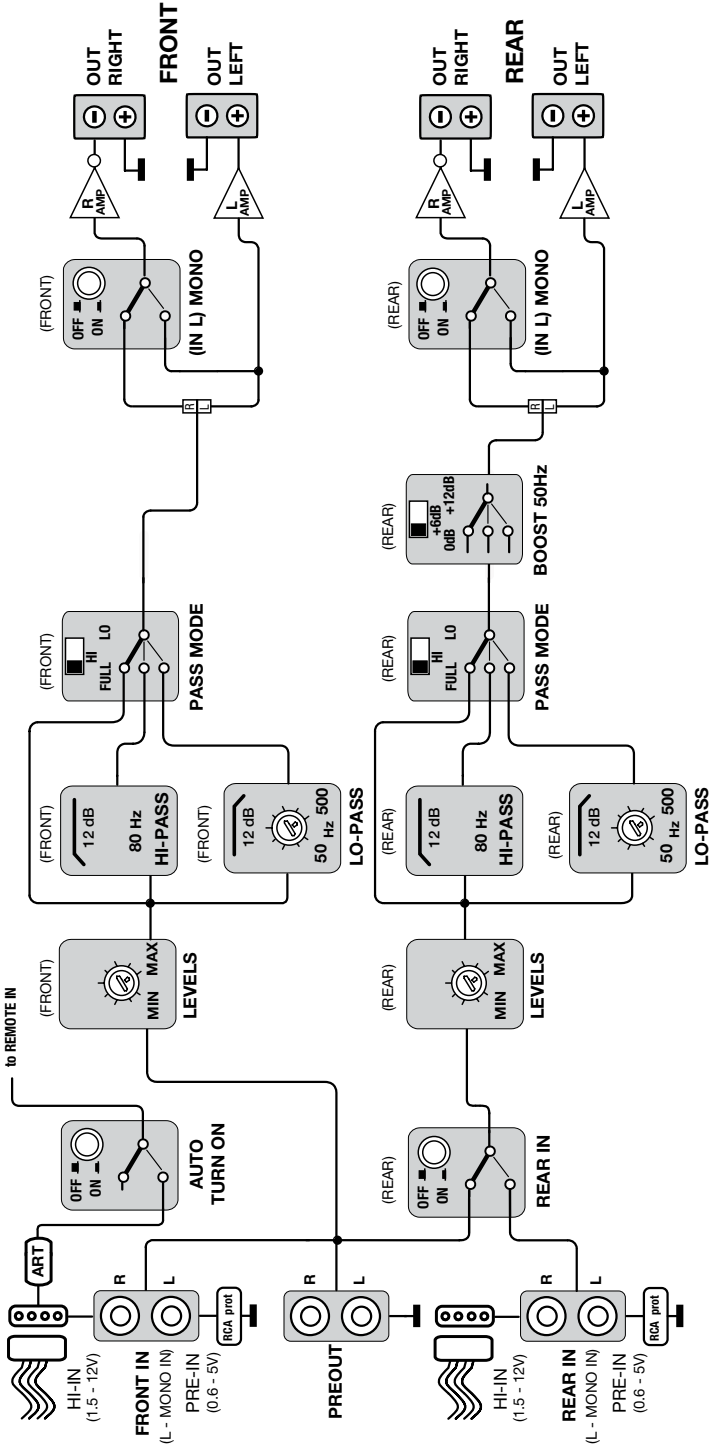 HI-IN
(1.5 - 12V)
FRONT IN
(L - MONO IN)
PRE-IN
(0.6 - 5V)
ART
R
L
RCA prot
AUTO
TURN ON
OFF
ON
to REMOTE IN
(FRONT)
MIN MAX
LEVELS
(FRONT)
12 dB
80 Hz
HI-PASS
(FRONT)
12 dB
50 Hz 500
LO-PASS
(FRONT)
FULL HI LO
PASS MODE
R
L
(FRONT)
OFF
ON
(IN L) MONO
R
AMP
L
AMP
OUT
RIGHT
FRONT
OUT
LEFT
PREOUT
R
L
HI-IN
(1.5 - 12V)
REAR IN
(L - MONO IN)
PRE-IN
(0.6 - 5V)
R
L
RCA prot
(REAR)
OFF
ON
REAR IN
(REAR)
MIN MAX
LEVELS
(REAR)
12 dB
80 Hz
HI-PASS
(REAR)
12 dB
50 Hz 500
LO-PASS
(REAR)
FULL HI LO
PASS MODE
(REAR)
0dB +6dB +12dB
BOOST 50Hz
R
L
(REAR)
OFF
ON
(IN L) MONO
R
AMP
L
AMP
OUT
RIGHT
REAR
OUT
LEFT